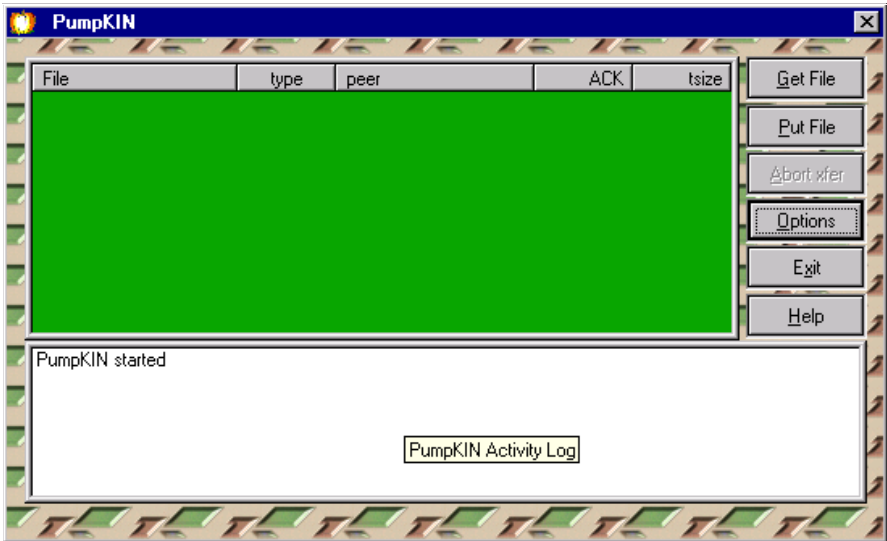 PumpKIN
File type peer ACK tsize
Get File
Put File
Abort xfer
Options
Exit
Help
PumpKIN started
PumpKIN Activity Log